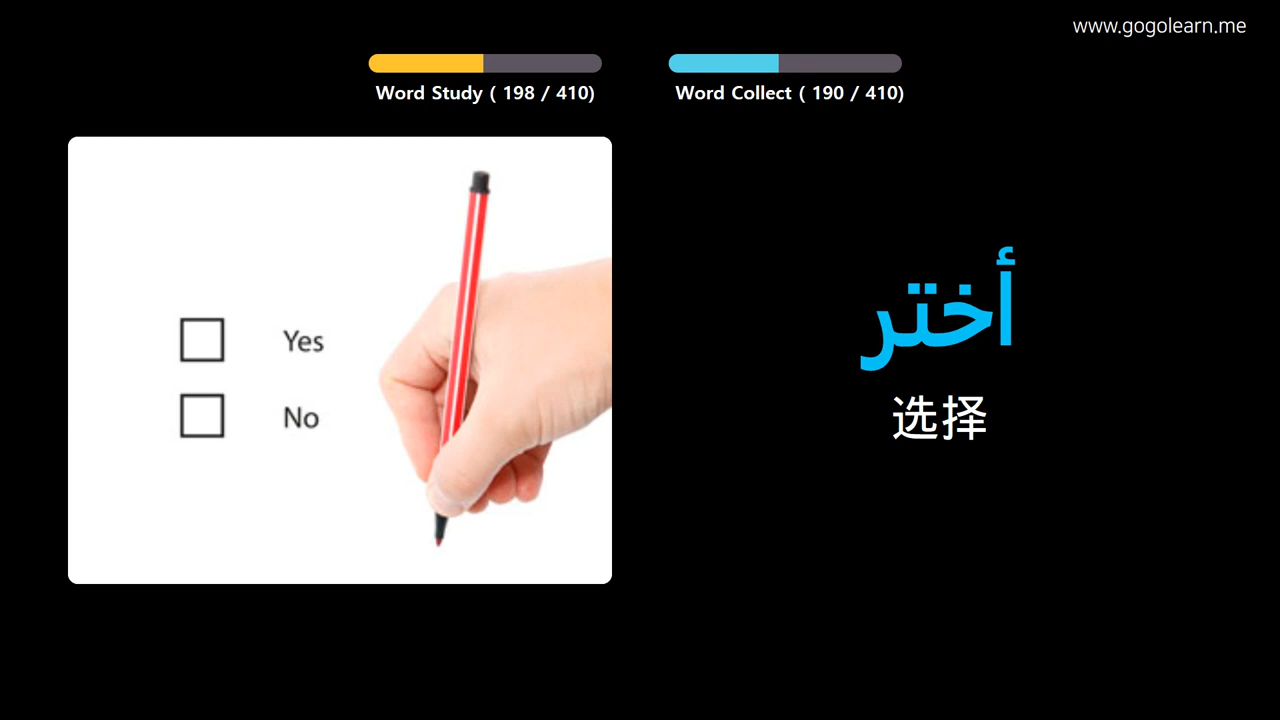 www.gogolearn.me
Word Study ( 198 / 410)
Word Collect ( 190 / 410)
Yes
No
أختر
选择